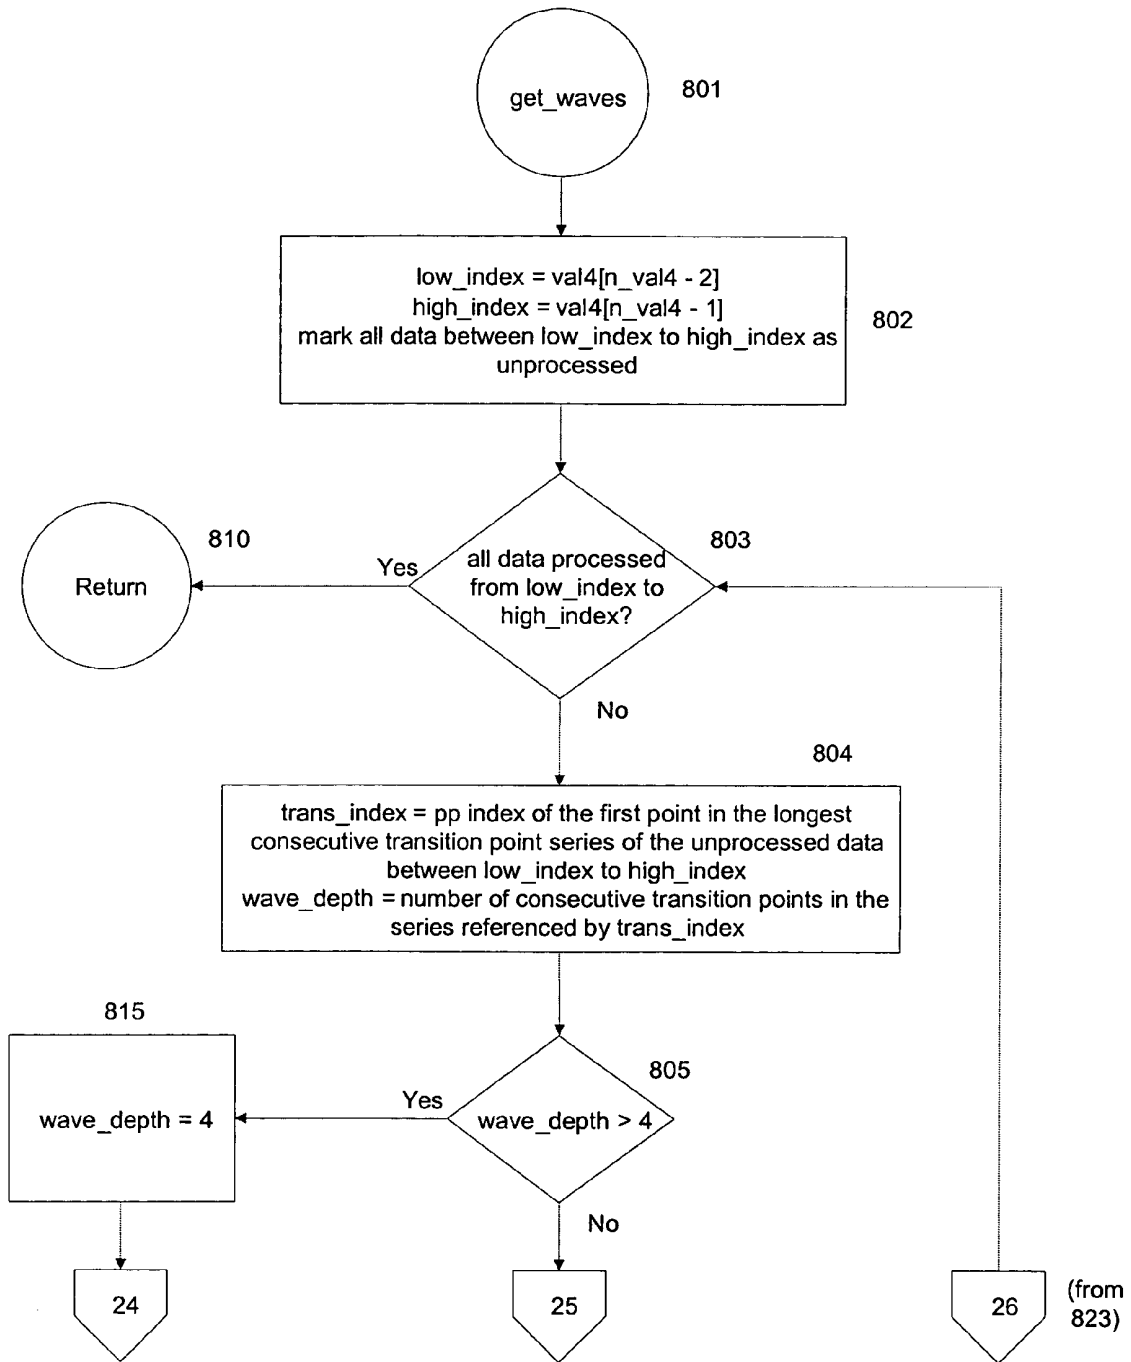 get_waves
801
low_index = val4[n_val4 - 2]
high_index = val4[n_val4 - 1]
mark all data between low_index to high_index as
unprocessed
802
810
Return
Yes
all data processed
from low_index to
high_index?
803
No
804
trans_index = pp index of the first point in the longest
consecutive transition point series of the unprocessed data
between low_index to high_index
wave_depth = number of consecutive transition points in the
series referenced by trans_index
815
wave_depth = 4
Yes
805
wave_depth > 4
No
24
25
26
(from
823)